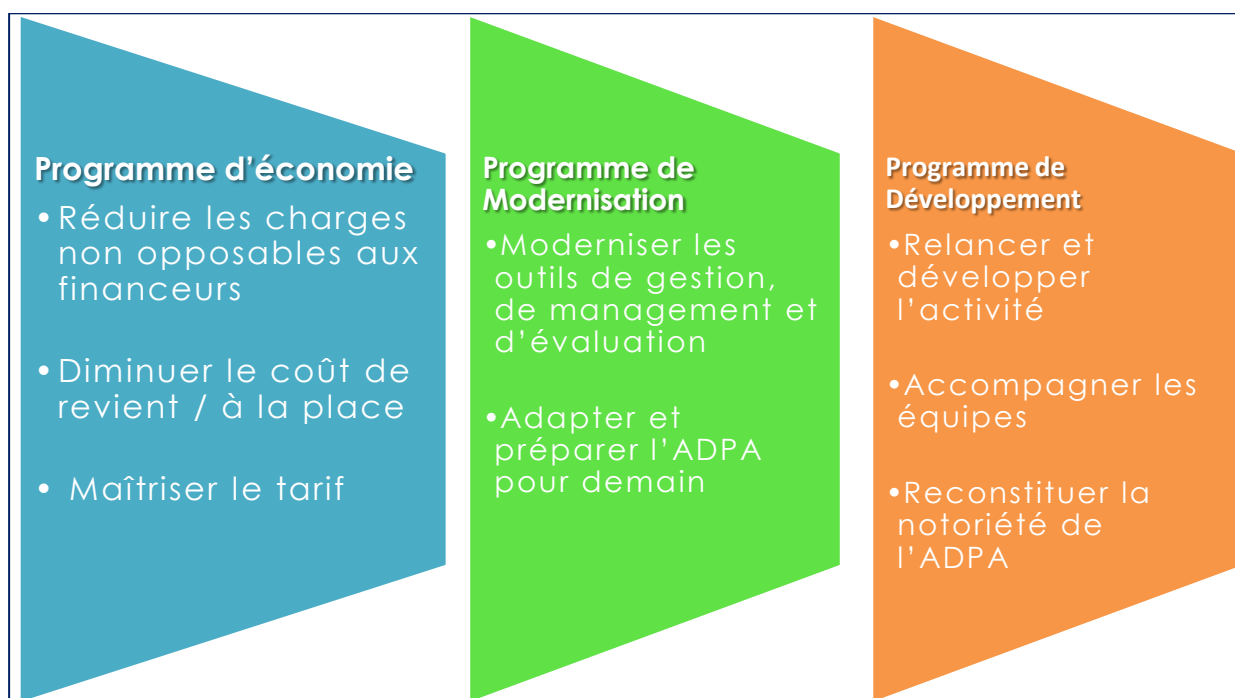 Programme d’économie
•Réduire les charges
non opposables aux
financeurs
•Diminuer le coût de
revient / à la place
• Maîtriser le tarif
Programme de
Modernisation
•Moderniser les
outils de gestion,
de management et
d’évaluation
•Adapter et
préparer l’ADPA
pour demain
Programme de
Développement
•Relancer et
développer
l’activité
•Accompagner les
équipes
•Reconstituer la
notoriété de
l’ADPA